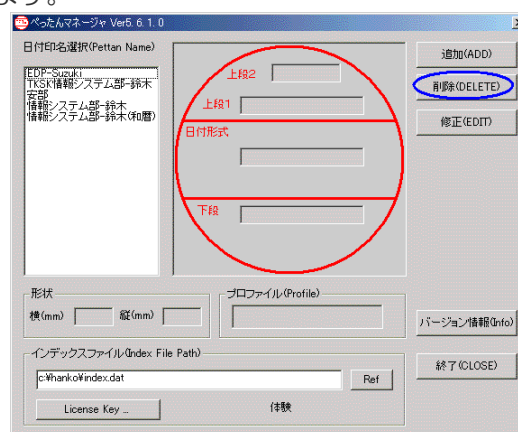 ます。
ぺったんマネージャ Ver5.6.1.0
日付印名選択(Pettan Name)
EDP-Suzuki
TKSK情報システム部-鈴木
安部
情報システム部-鈴木
情報システム部-鈴木(和暦)
上段2
上段1
日付形式
下段
追加(ADD)
削除(DELETE)
修正(EDIT)
形状
横(mm)
縦(mm)
プロファイル(Profile)
バージョン情報(Info)
インデックスファイル(Index File Path)
c:¥hanko¥index.dat
Ref
終了(CLOSE)
License Key ...
体験